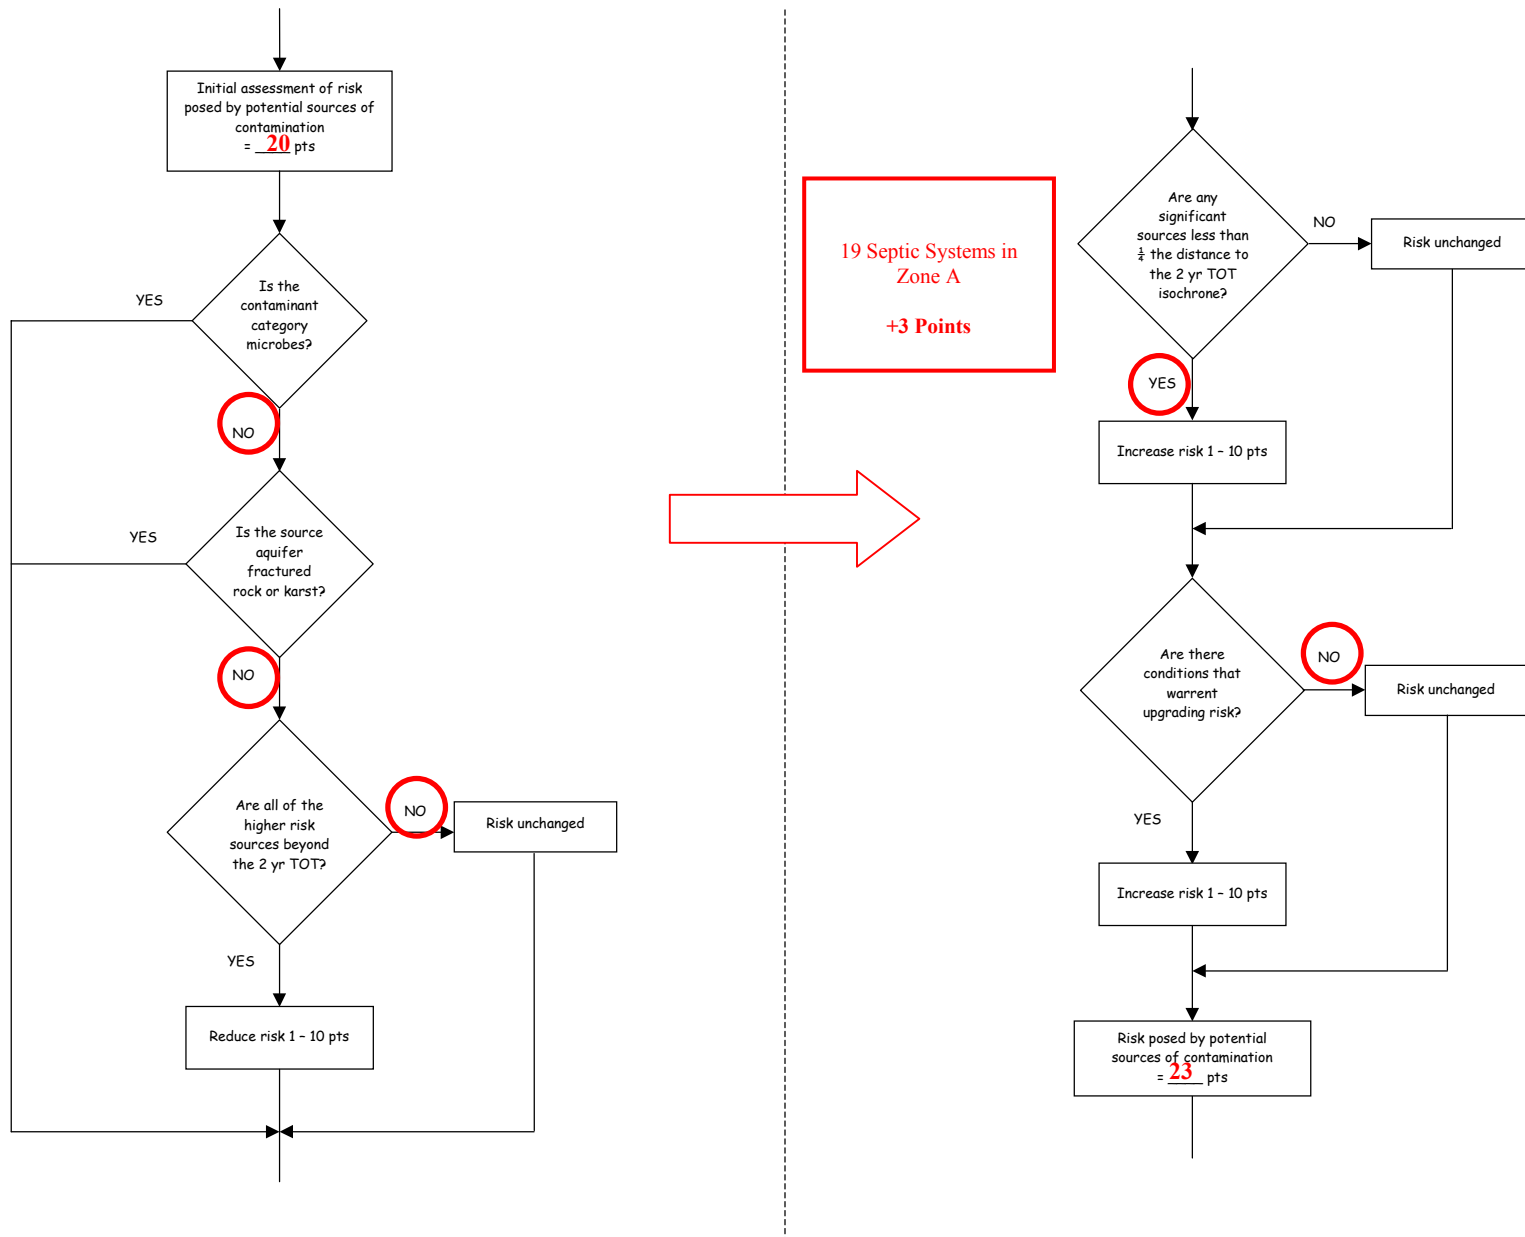 Initial assessment of risk
posed by potential sources of
contamination
= 20 pts
Is the
contaminant
category
microbes?
YES
NO
Is the source
aquifer
fractured
rock or karst?
YES
NO
Are all of the
higher risk
sources beyond
the 2 yr TOT?
NO
Risk unchanged
YES
Reduce risk 1 – 10 pts
19 Septic Systems in
Zone A
+3 Points
Are any
significant
sources less than
¼ the distance to
the 2 yr TOT
isochrone?
NO
Risk unchanged
YES
Increase risk 1 – 10 pts
Are there
conditions that
warrent
upgrading risk?
NO
Risk unchanged
YES
Increase risk 1 – 10 pts
Risk posed by potential
sources of contamination
= 23 pts